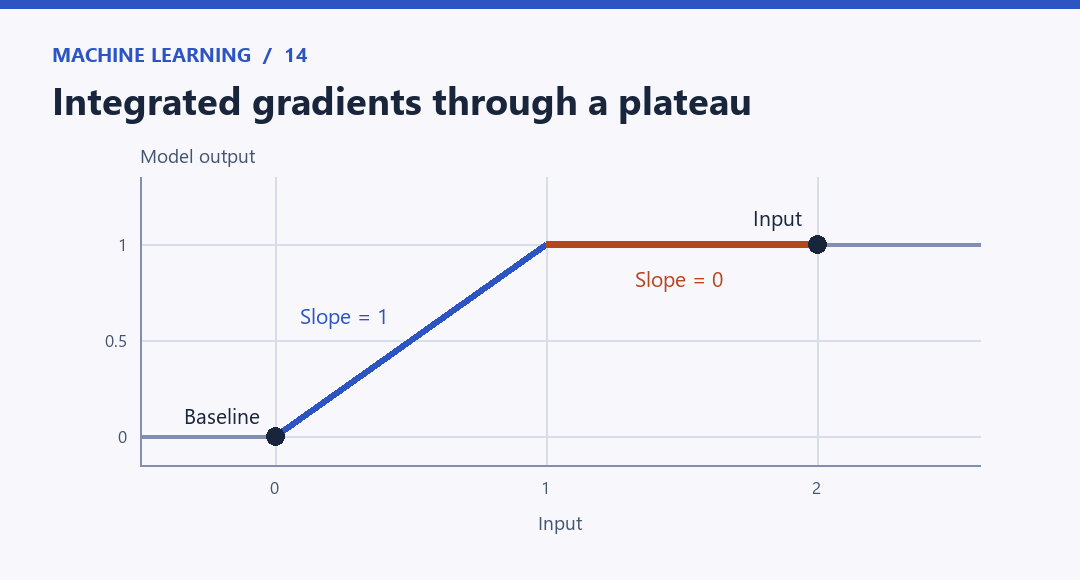 MACHINE LEARNING / 14
Integrated gradients through a plateau
Model output
Input
1
Slope = 0
Slope = 1
0.5
Baseline
0
0 1 2
Input